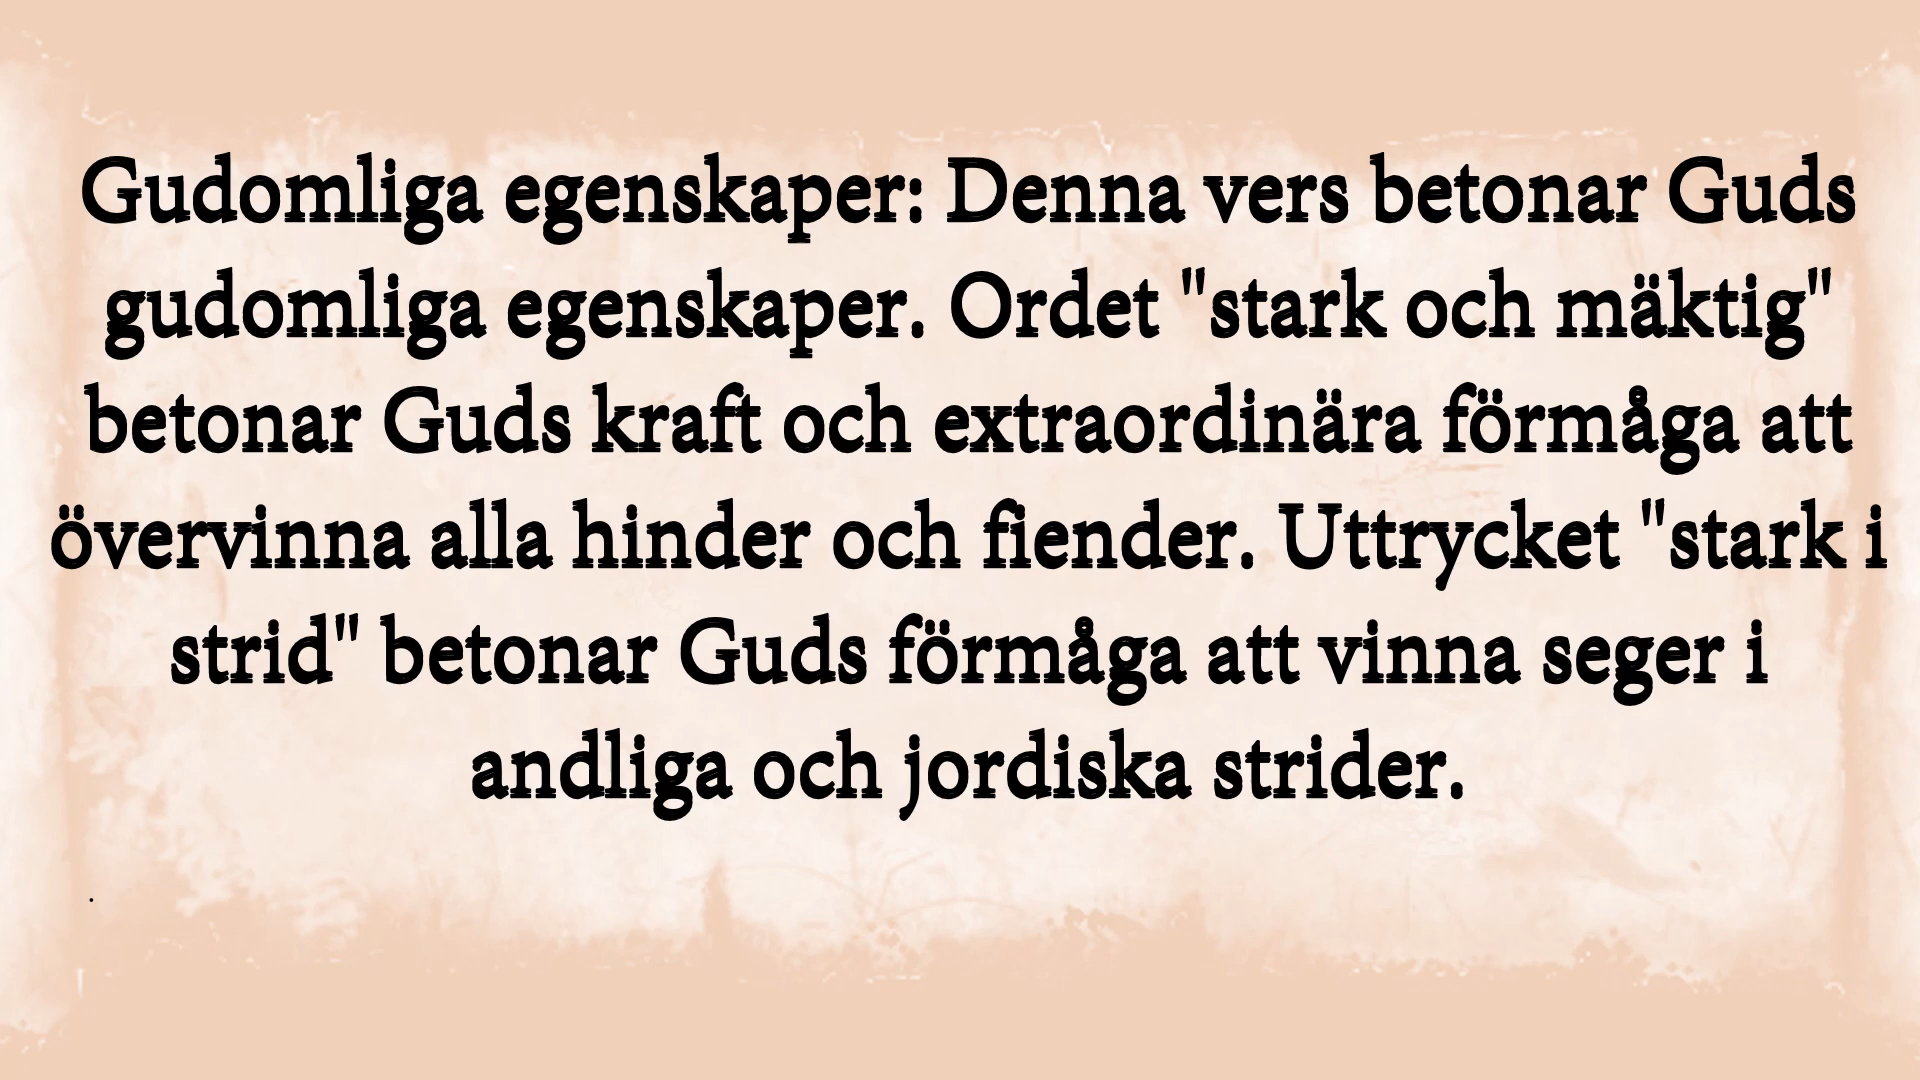 Gudomliga egenskaper: Denna vers betonar Guds
gudomliga egenskaper. Ordet "stark och mäktig"
betonar Guds kraft och extraordinära förmåga att
övervinna alla hinder och fiender. Uttrycket "stark i
strid" betonar Guds förmåga att vinna seger i
andliga och jordiska strider.
.